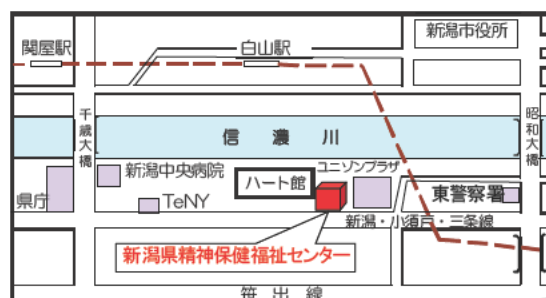 新潟市役所
関屋駅
白山駅
千歳大橋
信濃川
昭和大橋
新潟中央病院
ユニゾンプラザ
ハート館
県庁
TeNY
東警察署
新潟・小須戸・三条線
新潟県精神保健福祉センター
笹出線